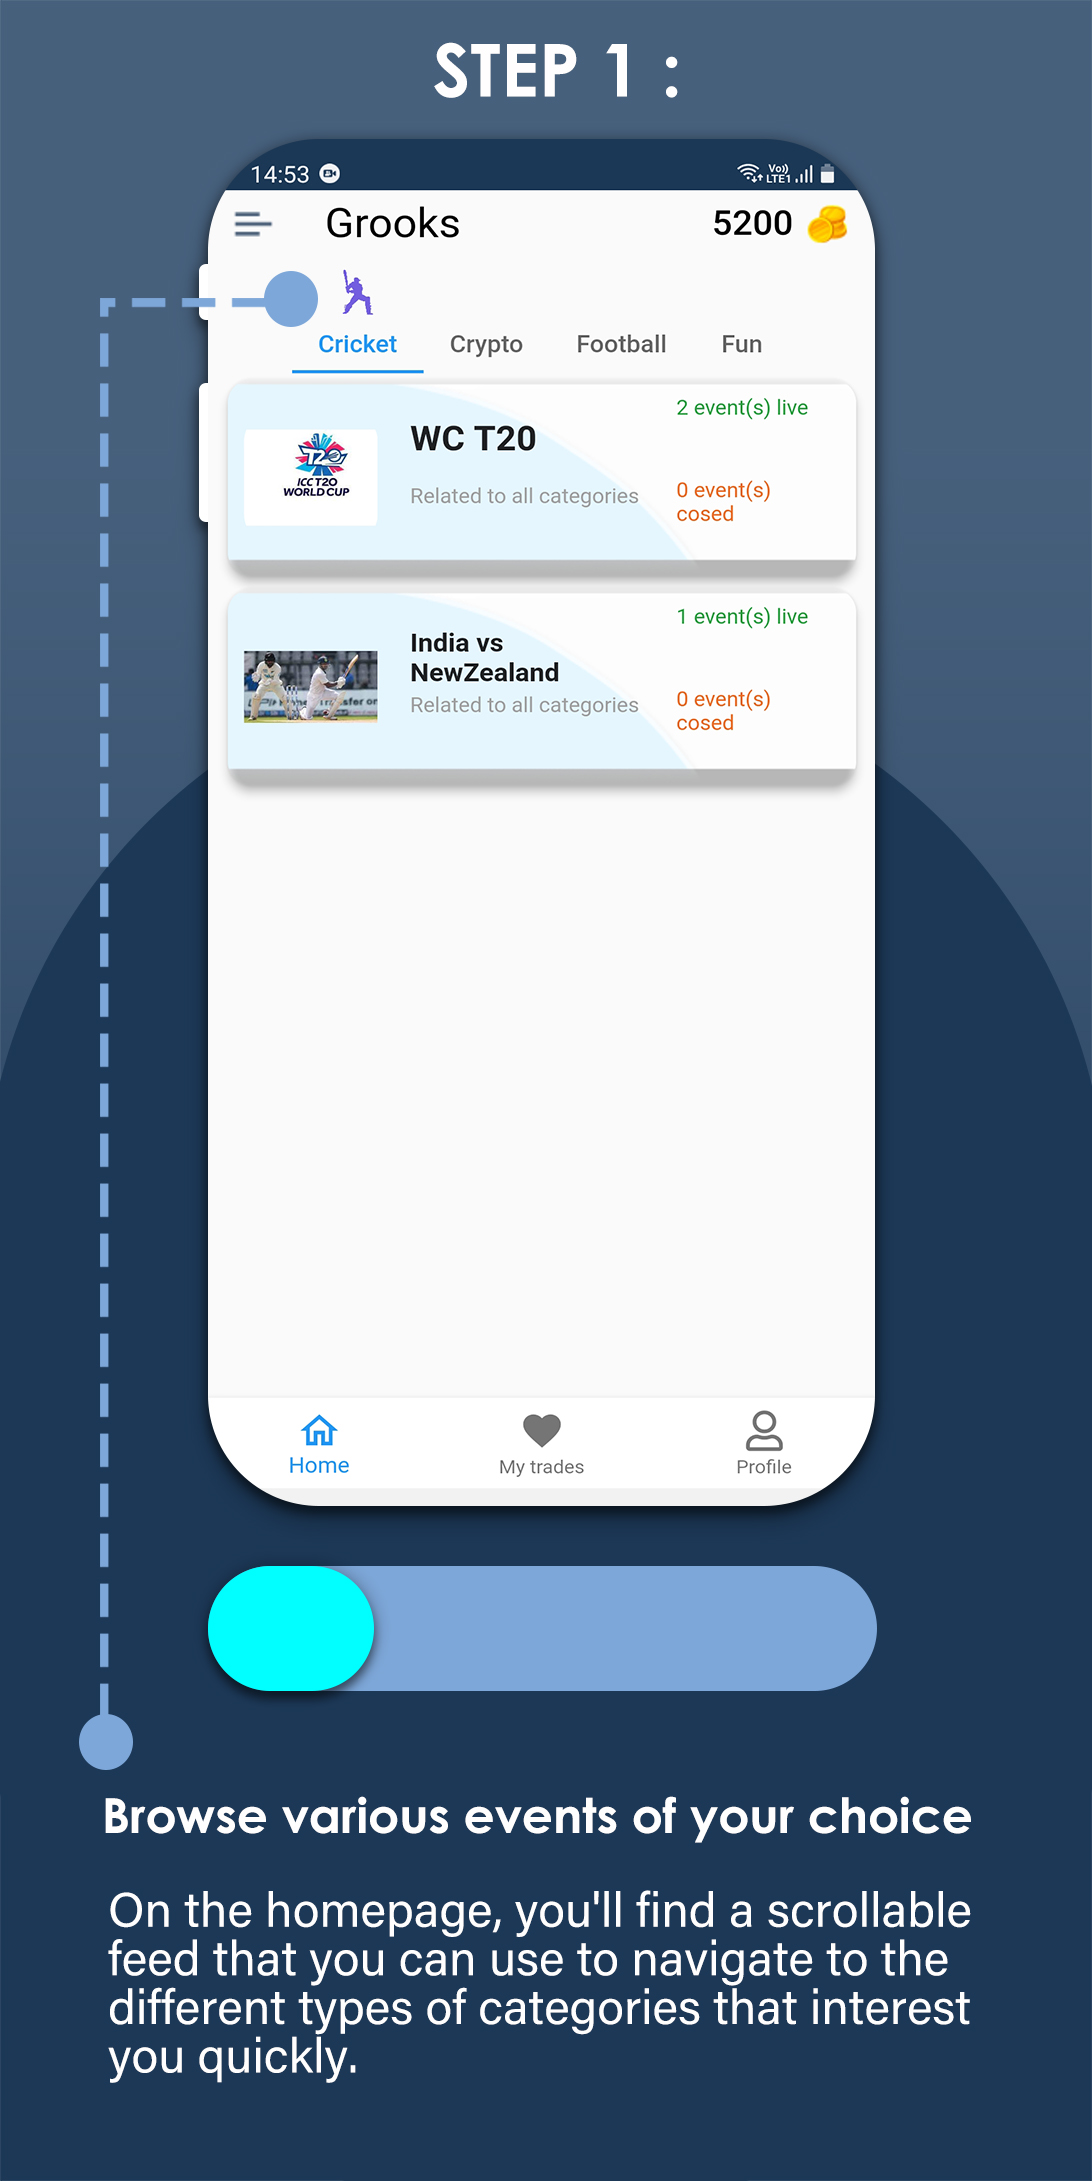 STEP 1 :
14:53
Vo)) LTE1
Grooks
5200
Cricket Crypto Football Fun
2 event(s) live
WC T20
T20
ICC T20
WORLD CUP
Related to all categories
0 event(s)
cosed
1 event(s) live
India vs
NewZealand
Related to all categories
0 event(s)
cosed
Home My trades Profile
Browse various events of your choice
On the homepage, you'll find a scrollable
feed that you can use to navigate to the
different types of categories that interest
you quickly.